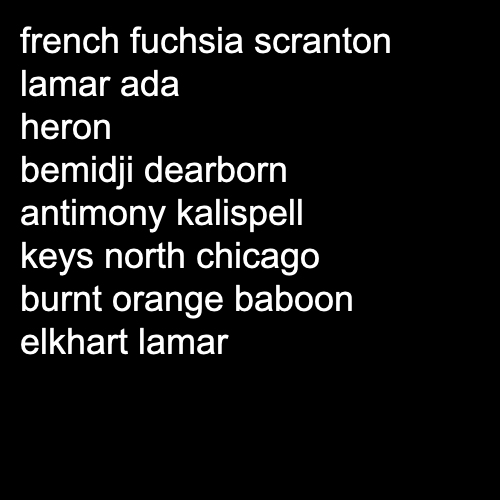 french fuchsia scranton
lamar ada
heron
bemidji dearborn
antimony kalispell
keys north chicago
burnt orange baboon
elkhart lamar